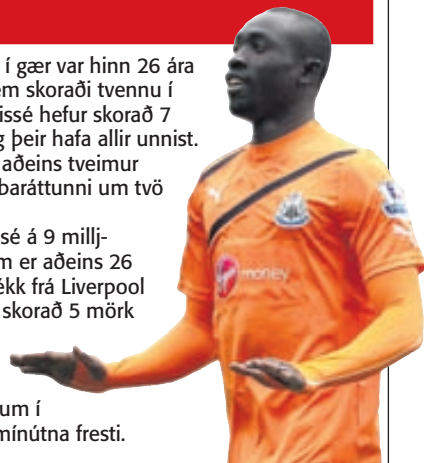 í gær var hinn 26 ára
em skoraði tvennu í
issé hefur skorað 7
g þeir hafa allir unnist.
aðeins tveimur
baráttunni um tvö
sé á 9 millj-
m er aðeins 26
ékk frá Liverpool
skorað 5 mörk
um í
mínútna fresti.
money